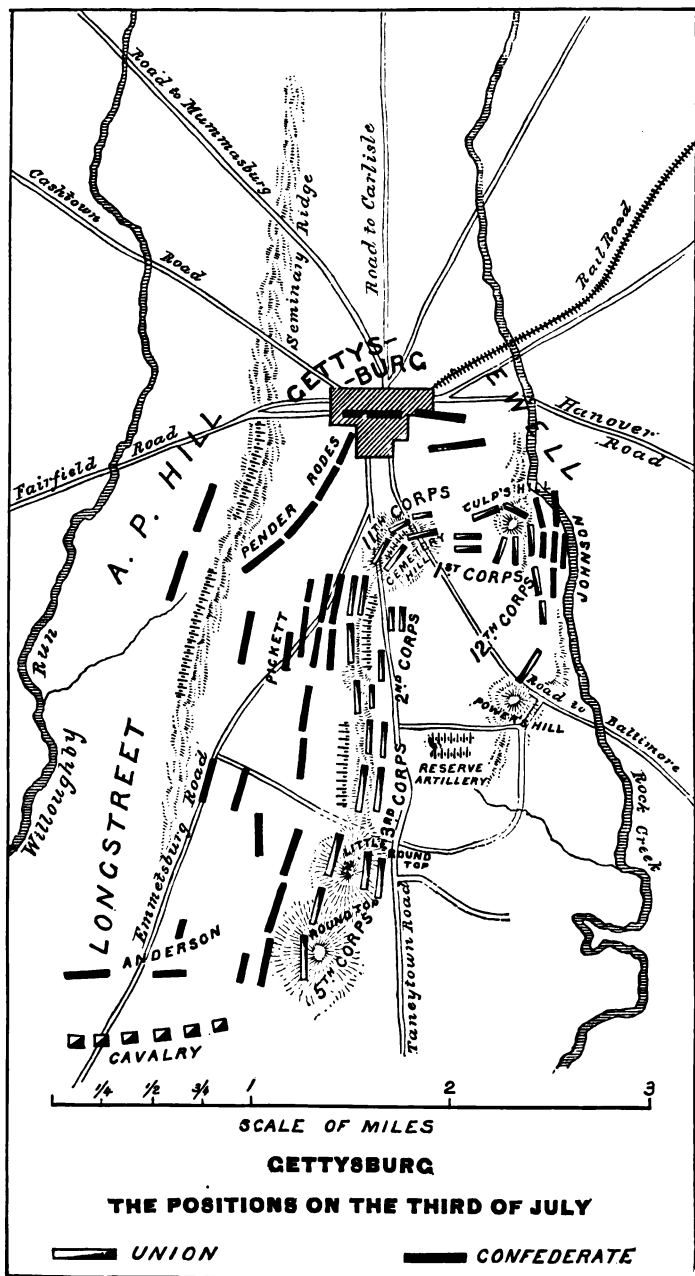 Road to Mummasburg
Cashtown Road
Seminary Ridge
Road to Carlisle
Rail Road
GETTYS-
-BURG
EWELL
Hanover Road
Fairfield Road
A. P. HILL
PENDER
RODES
11TH CORPS
CEMETERY HILL
CULP'S H.
1ST CORPS
12TH CORPS
JOHNSON
PICKETT
2ND CORPS
Willoughby Run
POWER'S HILL
Road to Baltimore
RESERVE
ARTILLERY
Rock Creek
LONGSTREET
Emmetsburg Road
3RD CORPS
LITTLE ROUND
TOP
ROUND TOP
5TH CORPS
Taneytown Road
ANDERSON
CAVALRY
1/4 1/2 3/4 1 2 3
SCALE OF MILES
GETTYSBURG
THE POSITIONS ON THE THIRD OF JULY
UNION CONFEDERATE